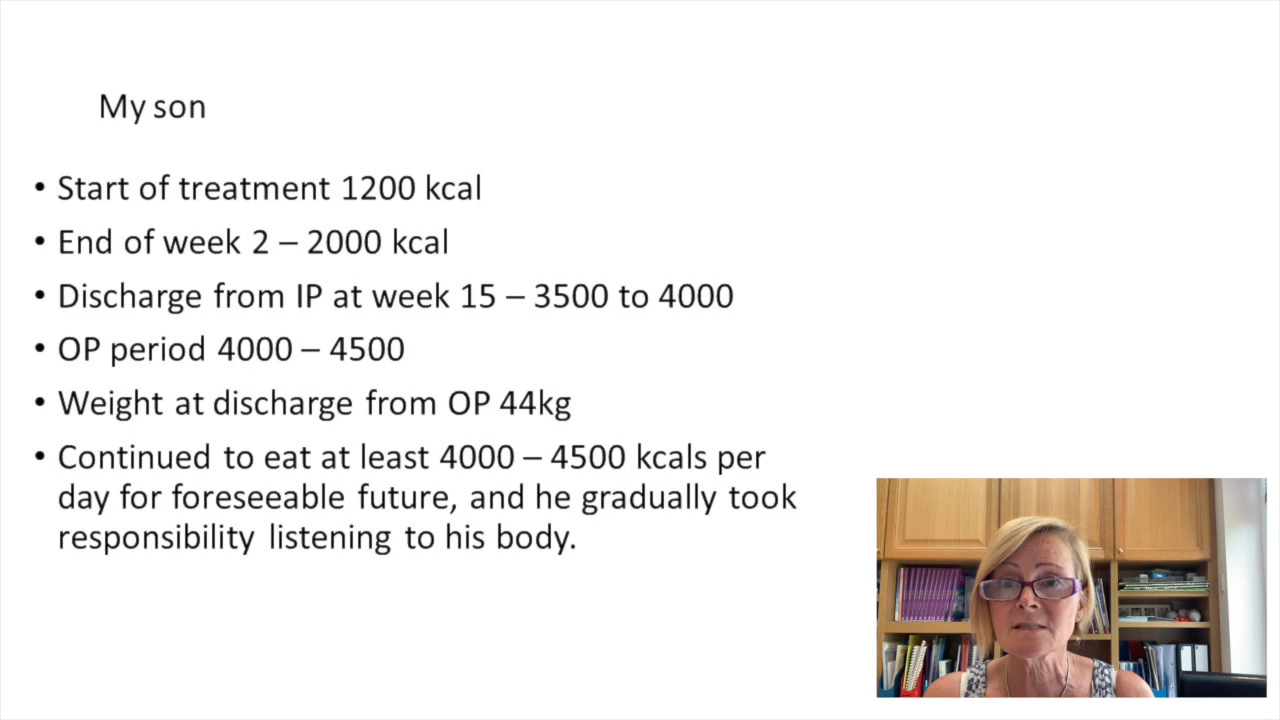 My son
• Start of treatment 1200 kcal
• End of week 2 – 2000 kcal
• Discharge from IP at week 15 – 3500 to 4000
• OP period 4000 – 4500
• Weight at discharge from OP 44kg
• Continued to eat at least 4000 – 4500 kcals per
day for foreseeable future, and he gradually took
responsibility listening to his body.